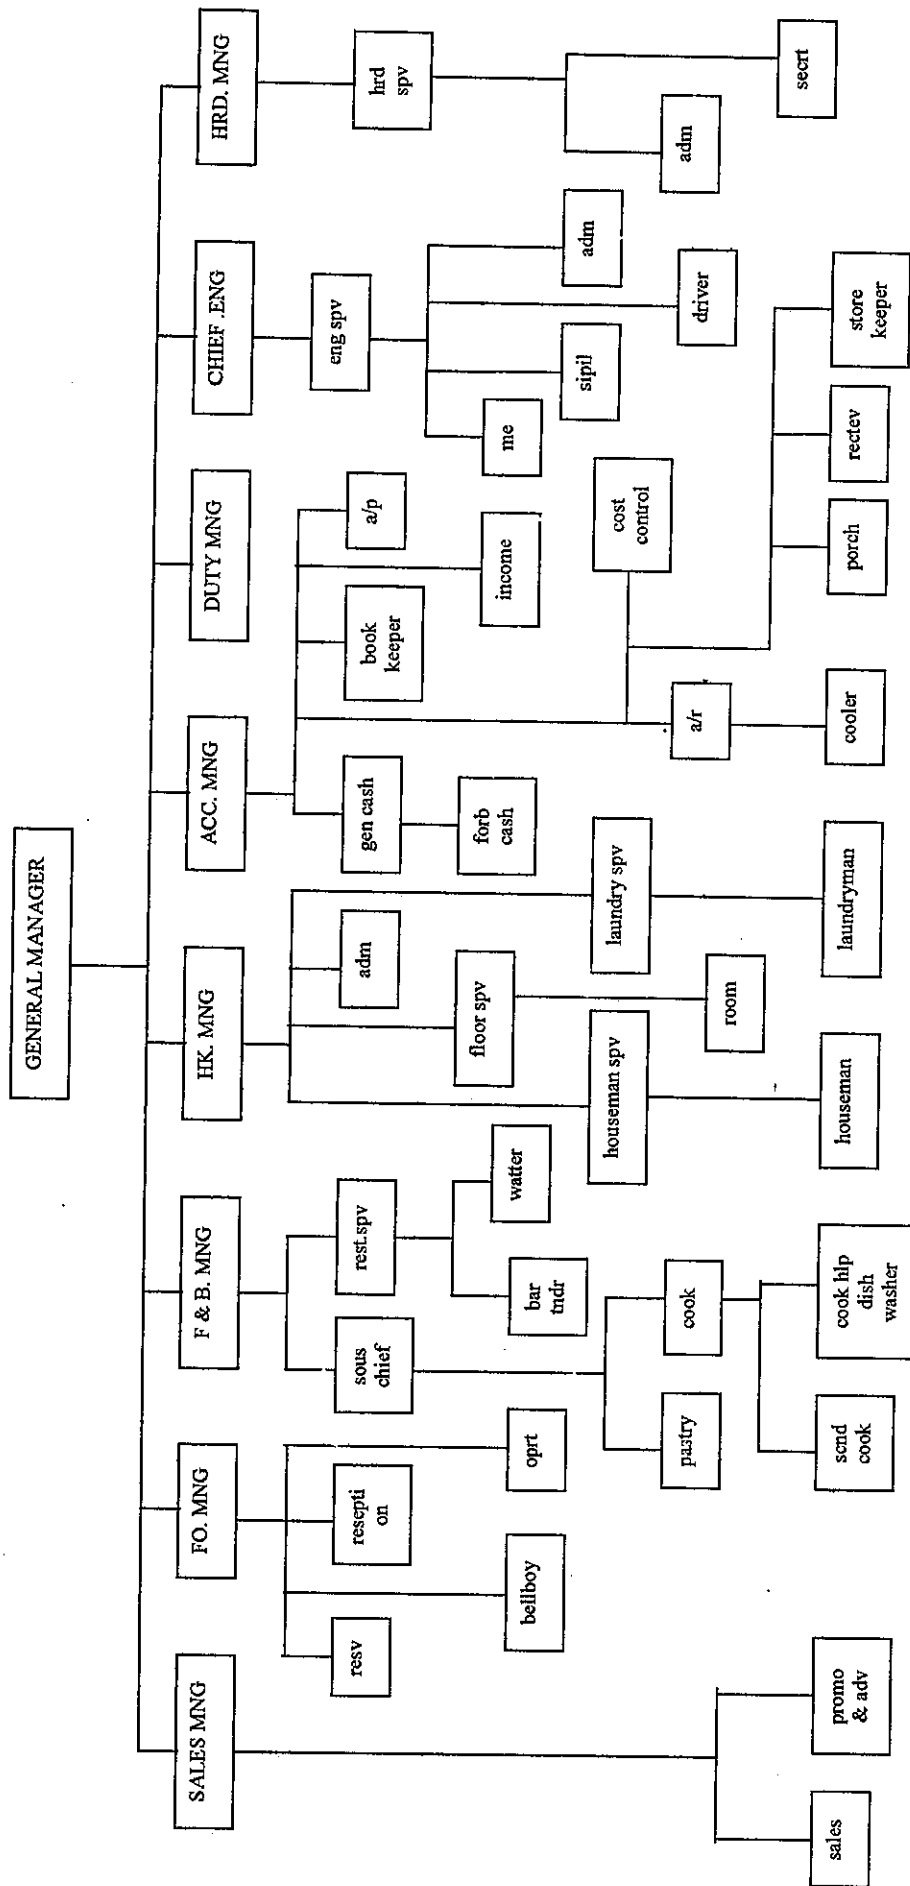 GENERAL MANAGER
SALES MNG
FO. MNG
F & B. MNG
HK. MNG
ACC. MNG
DUTY MNG
CHIEF .ENG
HRD. MNG
resv
resepti
on
sous
chief
rest.spv
adm
gen cash
book
keeper
a/p
eng spv
hrd
spv
bellboy
oprt
bar
tndr
watter
floor spv
forb
cash
income
me
sipil
adm
houseman spv
laundry spv
cost
control
driver
adm
pastry
cook
room
a/r
secrt
sales
promo
& adv
scnd
cook
cook hlp
dish
washer
houseman
laundryman
cooler
porch
rectev
store
keeper